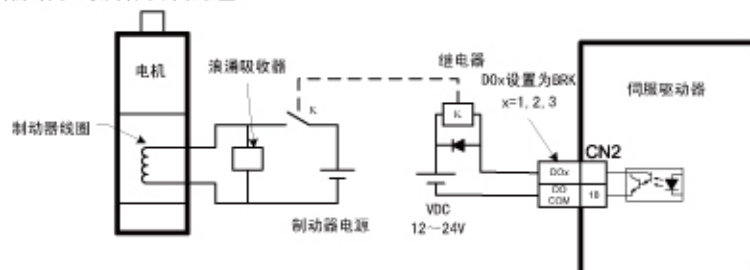 电机
制动器线圈
浪涌吸收器
K
制动器电源
继电器
K
VDC
12～24V
DOx设置为BRK
x=1,2,3
伺服驱动器
CN2
DOx
DO
COM
18